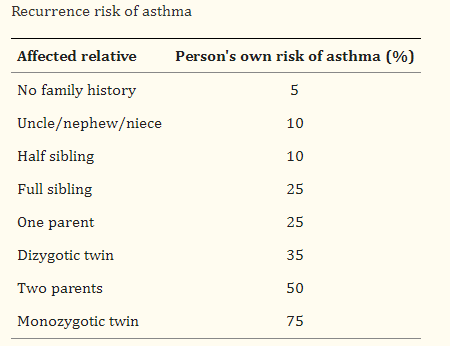 Recurrence risk of asthma
Affected relative Person's own risk of asthma (%)
No family history 5
Uncle/nephew/niece 10
Half sibling 10
Full sibling 25
One parent 25
Dizygotic twin 35
Two parents 50
Monozygotic twin 75